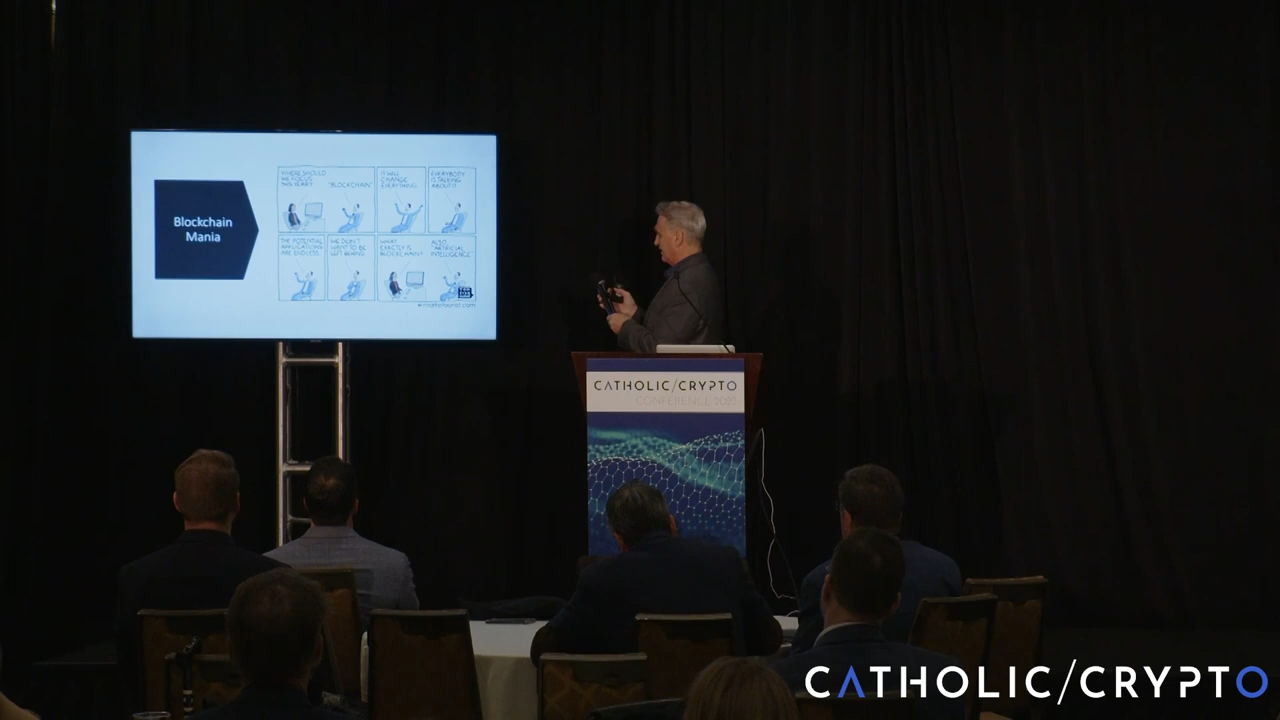 Blockchain
Mania
WHERE SHOULD
WE FOCUS
THIS YEAR?
"BLOCKCHAIN"
IT WILL
CHANGE
EVERYTHING.
EVERYBODY
IS TALKING
ABOUT IT.
THE POTENTIAL
APPLICATIONS
ARE ENDLESS.
WE DON'T
WANT TO BE
LEFT BEHIND.
WHAT
EXACTLY IS
BLOCKCHAIN?
ALSO,
"ARTIFICIAL
INTELLIGENCE"
CATHOLIC/CRYPTO
CONFERENCE 2022
CATHOLIC/CRYPTO